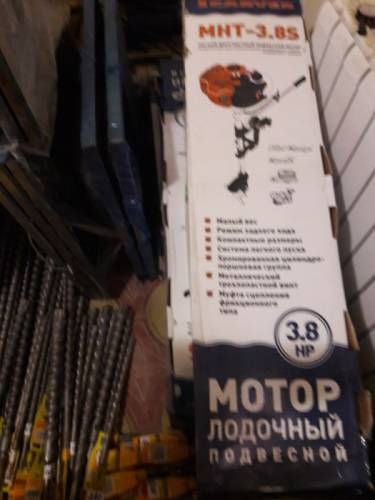 CARVER
MHT-3.8S
Малый вес
Режим заднего хода
Компактные размеры
Система легкого пуска
Хромированная цилиндро-
поршневая группа
Металлический
трехлопастной винт
Муфта сцепления
фрикционного
типа
3.8
HP
МОТОР
ЛОДОЧНЫЙ
ПОДВЕСНОЙ